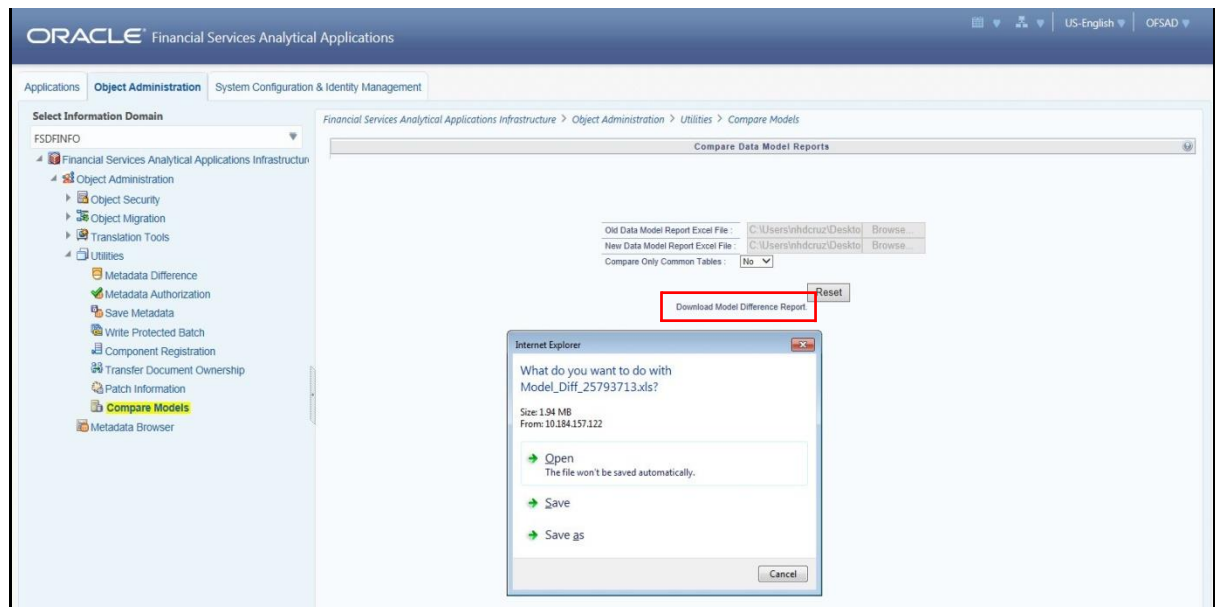 ORACLE Financial Services Analytical Applications
US-English
OFSAD
Applications
Object Administration
System Configuration & Identity Management
Select Information Domain
FSDFINFO
Financial Services Analytical Applications Infrastructure > Object Administration > Utilities > Compare Models
Financial Services Analytical Applications Infrastructur
Object Administration
Object Security
Object Migration
Translation Tools
Utilities
Metadata Difference
Metadata Authorization
Save Metadata
Write Protected Batch
Component Registration
Transfer Document Ownership
Patch Information
Compare Models
Metadata Browser
Compare Data Model Reports
Old Data Model Report Excel File : C:\Users\nhdcruz\Deskto Browse...
New Data Model Report Excel File : C:\Users\nhdcruz\Deskto Browse...
Compare Only Common Tables : No
Reset
Download Model Difference Report.
Internet Explorer
What do you want to do with
Model_Diff_25793713.xls?
Size: 1.94 MB
From: 10.184.157.122
Open
The file won't be saved automatically.
Save
Save as
Cancel